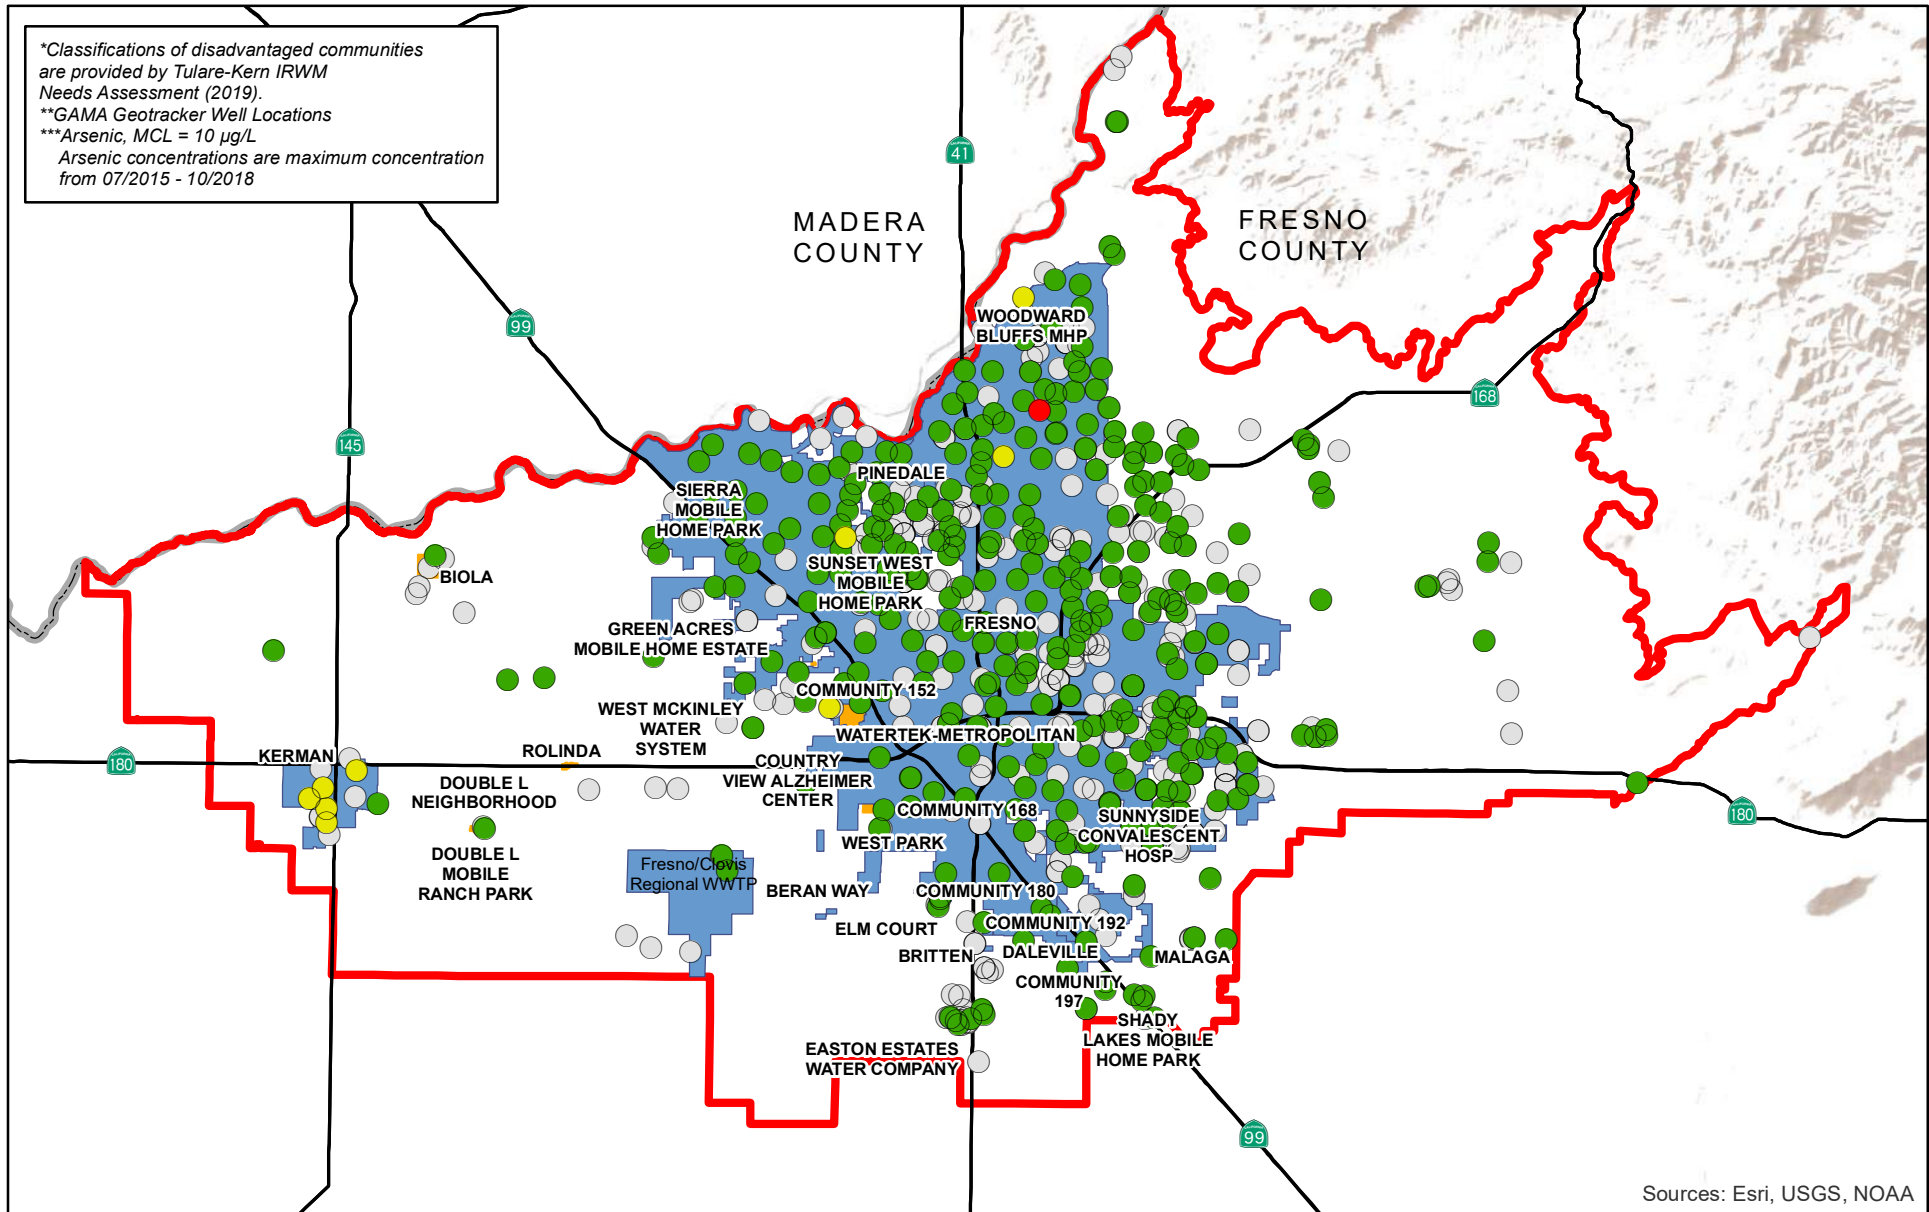 *Classifications of disadvantaged communities
are provided by Tulare-Kern IRWM
Needs Assessment (2019).
**GAMA Geotracker Well Locations
***Arsenic, MCL = 10 µg/L
Arsenic concentrations are maximum concentration
from 07/2015 - 10/2018
41
MADERA
COUNTY
FRESNO
COUNTY
99
WOODWARD
BLUFFS MHP
168
145
PINEDALE
SIERRA
MOBILE
HOME PARK
SUNSET WEST
MOBILE
HOME PARK
BIOLA
FRESNO
GREEN ACRES
MOBILE HOME ESTATE
COMMUNITY 152
WEST MCKINLEY
WATER
SYSTEM
WATERTEK-METROPOLITAN
180
KERMAN
ROLINDA
COUNTRY
VIEW ALZHEIMER
CENTER
DOUBLE L
NEIGHBORHOOD
COMMUNITY 168
SUNNYSIDE
CONVALESCENT
HOSP
180
WEST PARK
DOUBLE L
MOBILE
RANCH PARK
Fresno/Clovis
Regional WWTP
BERAN WAY
COMMUNITY 180
ELM COURT
COMMUNITY 192
BRITTEN
DALEVILLE
MALAGA
COMMUNITY
197
SHADY
LAKES MOBILE
HOME PARK
EASTON ESTATES
WATER COMPANY
99
Sources: Esri, USGS, NOAA